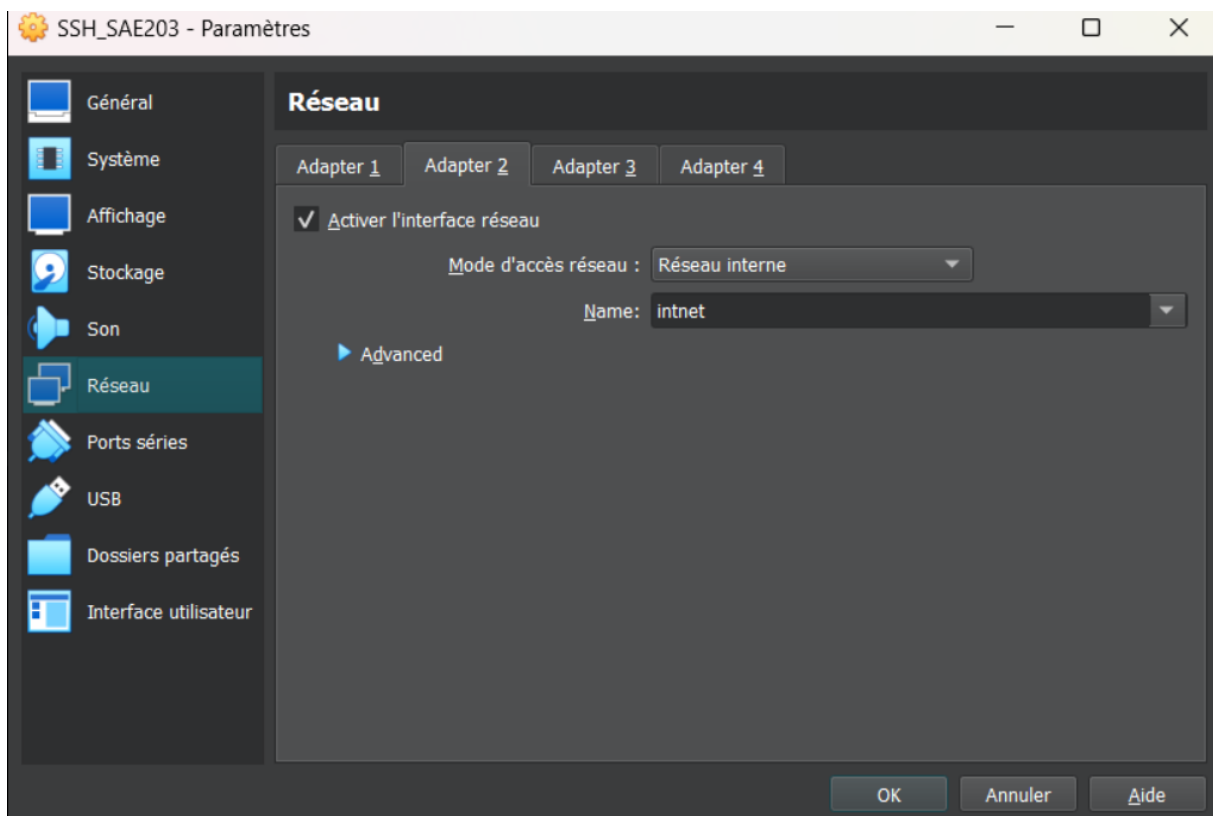 SSH_SAE203 - Paramètres
Général
Système
Affichage
Stockage
Son
Réseau
Ports séries
USB
Dossiers partagés
Interface utilisateur
Réseau
Adapter 1 Adapter 2 Adapter 3 Adapter 4
Activer l'interface réseau
Mode d'accès réseau : Réseau interne
Name: intnet
Advanced
OK Annuler Aide